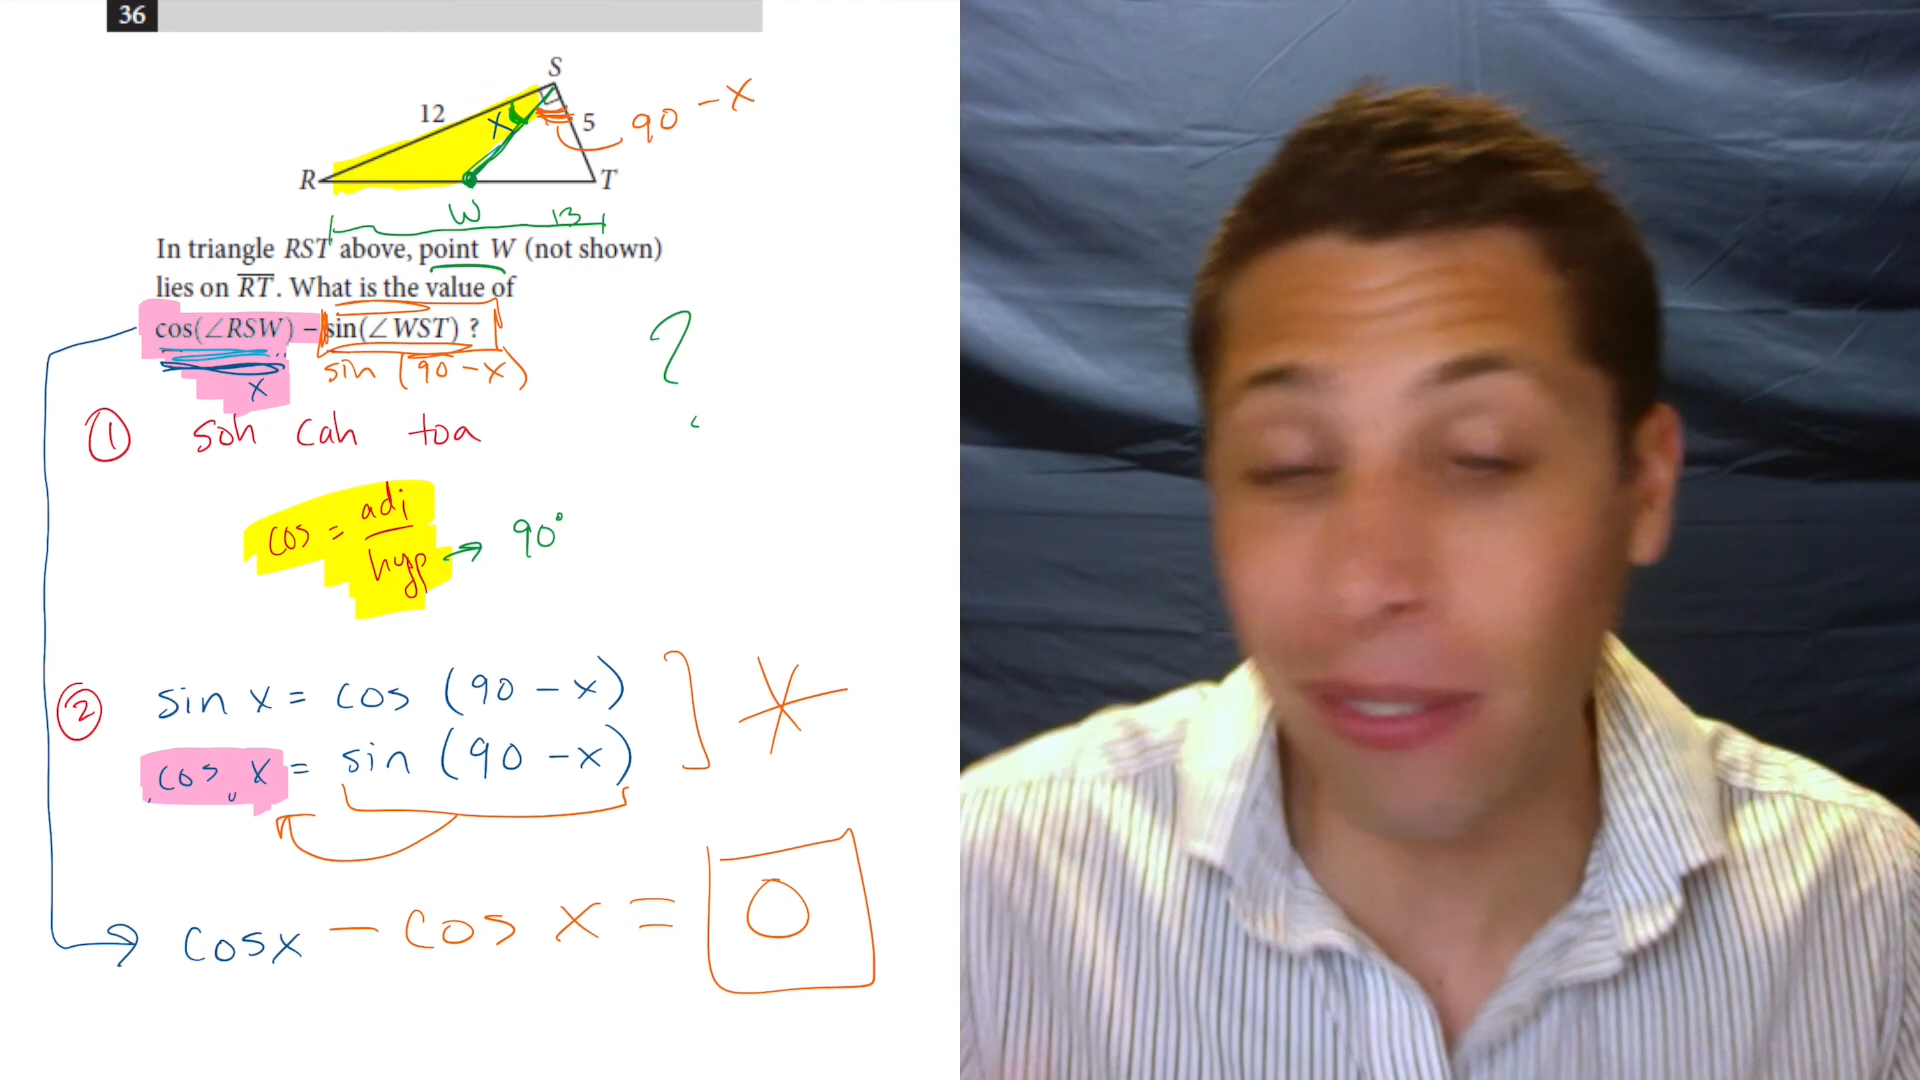 36
S
12
X
5
90 - X
R
T
W
13
In triangle RST above, point W (not shown)
lies on RT. What is the value of
cos(∠RSW) – sin(∠WST) ?
x
sin (90 - x)
?
1 soh cah toa
cos = adj / hyp → 90°
2 sin x = cos (90 - x)
cos x = sin (90 - x)
cosx - cos x = 0